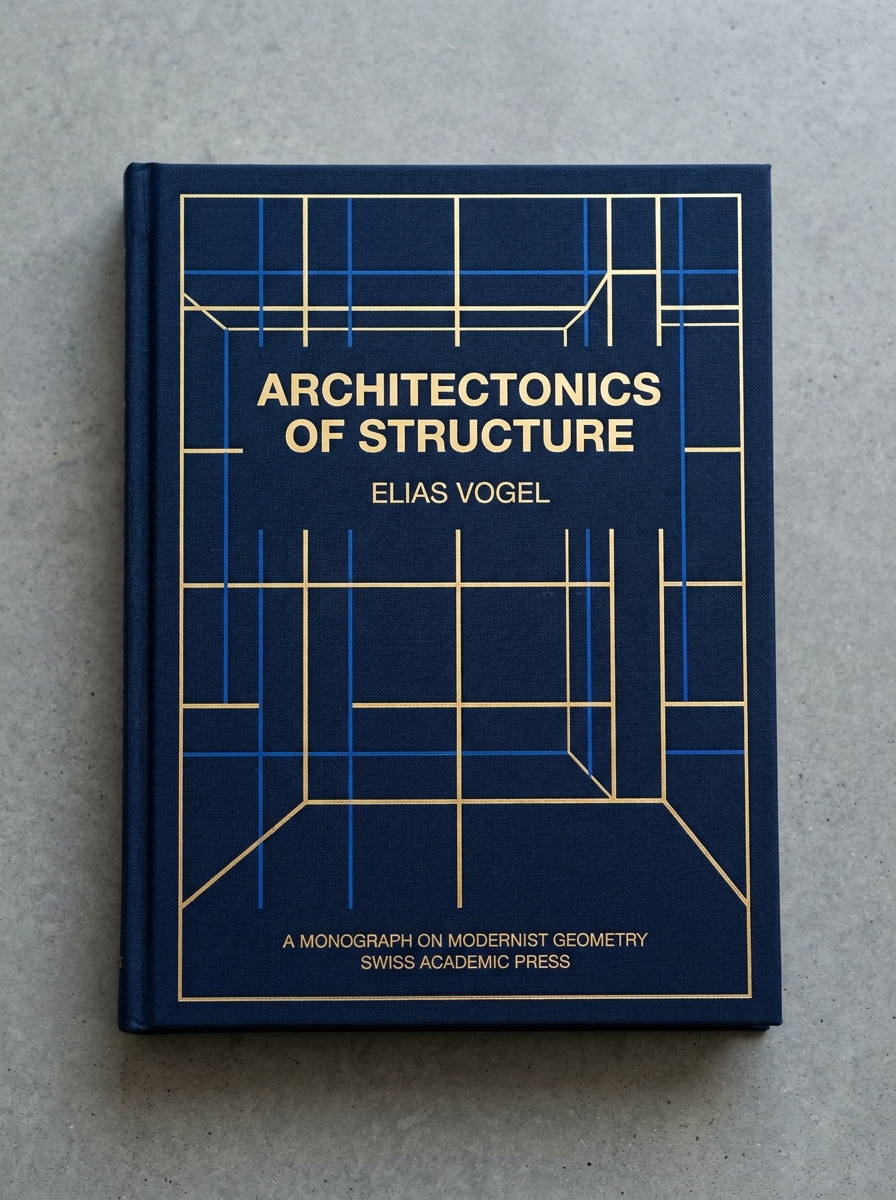 ARCHITECTONICS
OF STRUCTURE
ELIAS VOGEL
A MONOGRAPH ON MODERNIST GEOMETRY
SWISS ACADEMIC PRESS